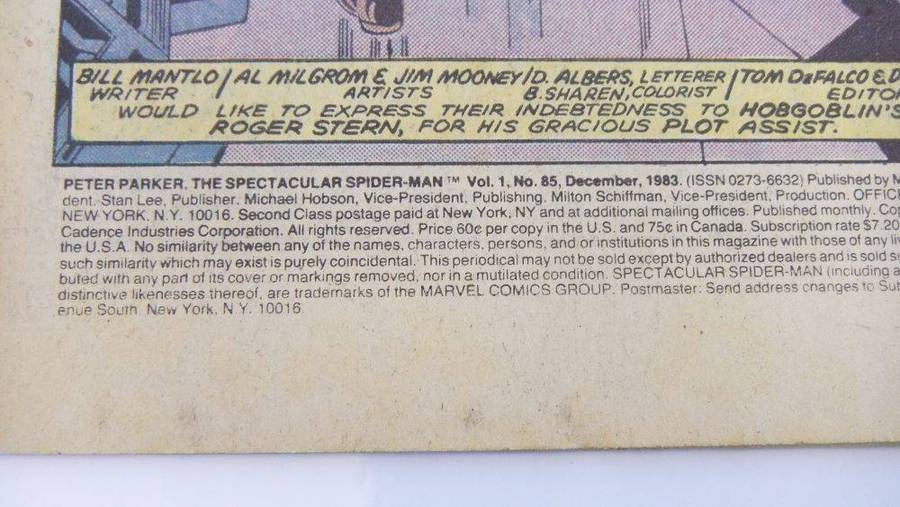 BILL MANTLO / AL MILGROM & JIM MOONEY / D. ALBERS, LETTERER / TOM DeFALCO & D
WRITER ARTISTS B. SHAREN, COLORIST EDITO
WOULD LIKE TO EXPRESS THEIR INDEBTEDNESS TO HOBGOBLIN'S
ROGER STERN, FOR HIS GRACIOUS PLOT ASSIST.
PETER PARKER, THE SPECTACULAR SPIDER-MAN™ Vol. 1, No. 85, December, 1983. (ISSN 0273-6632) Published by M
dent. Stan Lee, Publisher. Michael Hobson, Vice-President, Publishing. Milton Schiffman, Vice-President, Production. OFFIC
NEW YORK, N.Y. 10016. Second Class postage paid at New York, NY and at additional mailing offices. Published monthly. Cop
Cadence Industries Corporation. All rights reserved. Price 60¢ per copy in the U.S. and 75¢ in Canada. Subscription rate $7.20
the U.S.A. No similarity between any of the names, characters, persons, and or institutions in this magazine with those of any liv
such similarity which may exist is purely coincidental. This periodical may not be sold except by authorized dealers and is sold s
buted with any part of its cover or markings removed, nor in a mutilated condition. SPECTACULAR SPIDER-MAN (including a
distinctive likenesses thereof, are trademarks of the MARVEL COMICS GROUP. Postmaster: Send address changes to Sub
enue South, New York, N.Y. 10016.